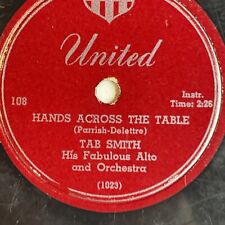 United
108
Instr.
Time: 2:26
HANDS ACROSS THE TABLE
(Parrish-Delettre)
TAB SMITH
His Fabulous Alto
and Orchestra
(1023)